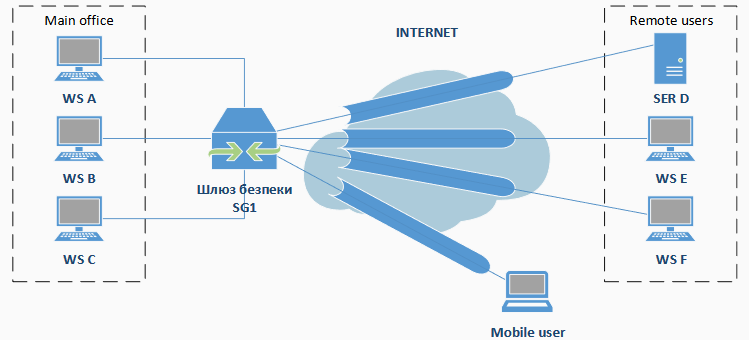 Main office
INTERNET
Remote users
WS A
SER D
WS B
WS E
Шлюз безпеки
SG1
WS C
WS F
Mobile user